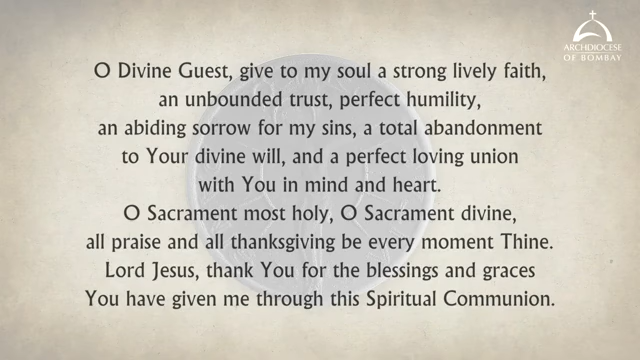 ARCHDIOCESE
OF BOMBAY
O Divine Guest, give to my soul a strong lively faith,
an unbounded trust, perfect humility,
an abiding sorrow for my sins, a total abandonment
to Your divine will, and a perfect loving union
with You in mind and heart.
O Sacrament most holy, O Sacrament divine,
all praise and all thanksgiving be every moment Thine.
Lord Jesus, thank You for the blessings and graces
You have given me through this Spiritual Communion.